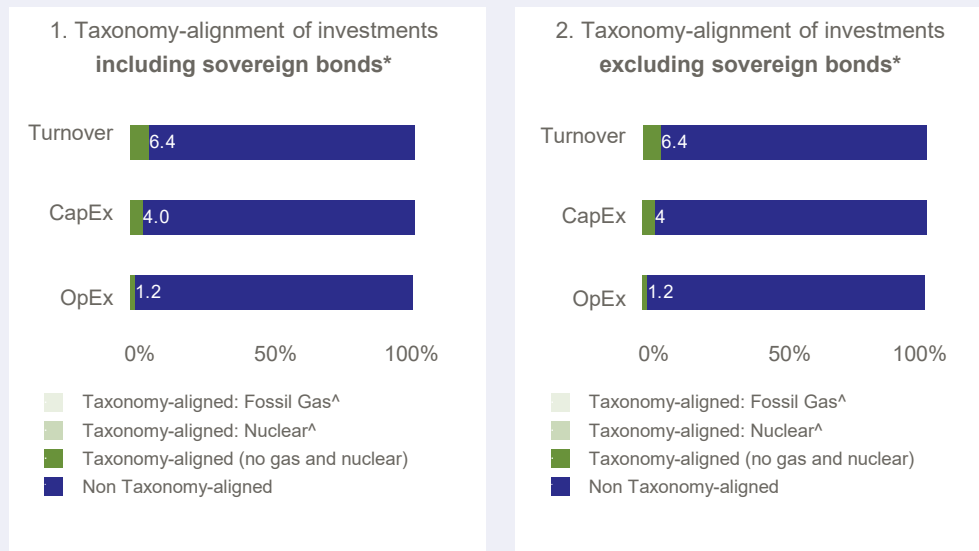 1. Taxonomy-alignment of investments
including sovereign bonds*
Turnover
6.4
CapEx
4.0
OpEx
1.2
0% 50% 100%
Taxonomy-aligned: Fossil Gas^
Taxonomy-aligned: Nuclear^
Taxonomy-aligned (no gas and nuclear)
Non Taxonomy-aligned
2. Taxonomy-alignment of investments
excluding sovereign bonds*
Turnover
6.4
CapEx
4
OpEx
1.2
0% 50% 100%
Taxonomy-aligned: Fossil Gas^
Taxonomy-aligned: Nuclear^
Taxonomy-aligned (no gas and nuclear)
Non Taxonomy-aligned